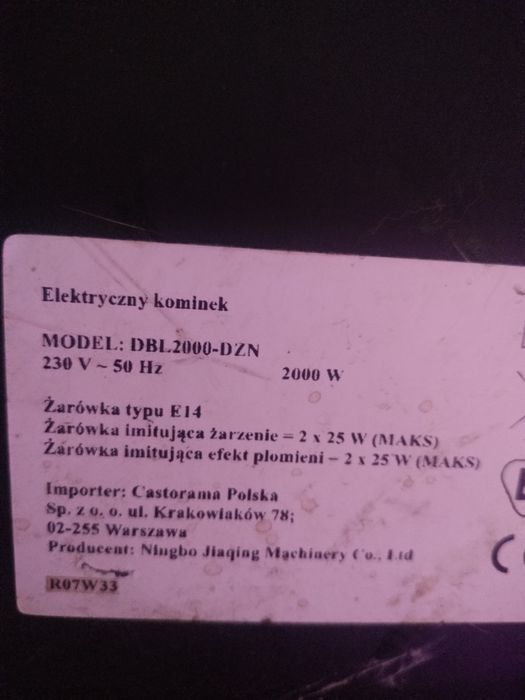 Elektryczny kominek
MODEL: DBL2000-DZN
230 V ~ 50 Hz 2000 W
Żarówka typu E14
Żarówka imitująca żarzenie = 2 x 25 W (MAKS)
Żarówka imitująca efekt płomieni – 2 x 25 W (MAKS)
Importer: Castorama Polska
Sp. z o. o. ul. Krakowiaków 78;
02-255 Warszawa
Producent: Ningbo Jiaqing Machinery Co., Ltd
R07W33